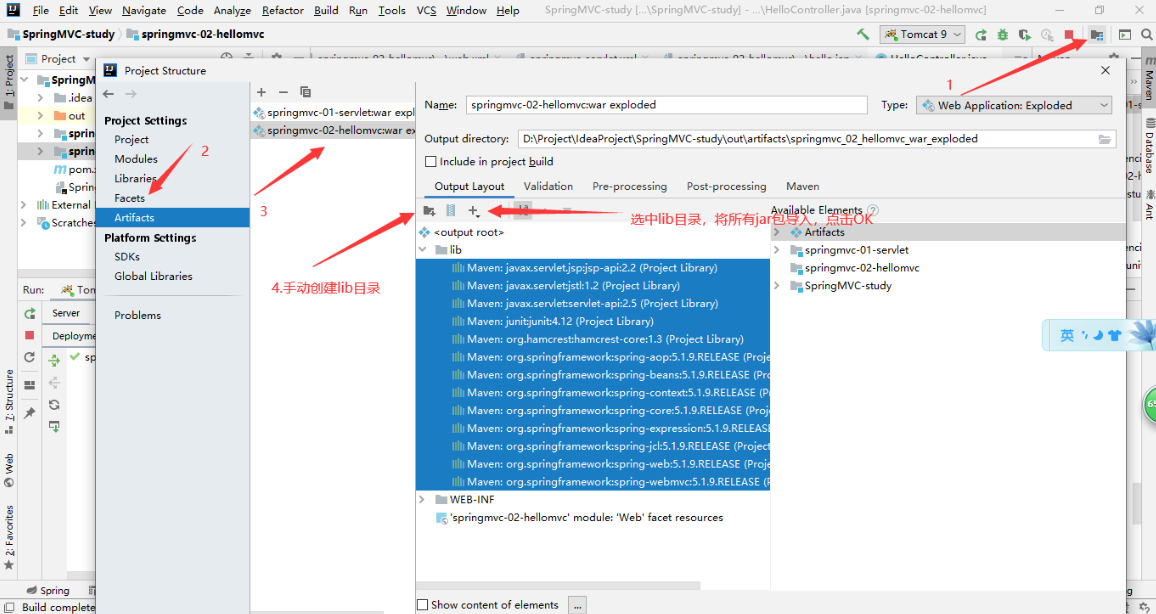 File Edit View Navigate Code Analyze Refactor Build Run Tools VCS Window Help SpringMVC-study [...\SpringMVC-study] - ...\HelloController.java [springmvc-02-hellomvc]
SpringMVC-study springmvc-02-hellomvc Tomcat 9
Project
1: Project
Project Structure
1
Maven
SpringM
.idea
out
sprin
sprin
pom.
Sprin
External
Scratches
Project Settings
Project
Modules
Libraries
Facets
Artifacts
Platform Settings
SDKs
Global Libraries
Problems
2
springmvc-01-servlet:war expl
springmvc-02-hellomvc:war ex
3
Name: springmvc-02-hellomvc:war exploded Type: Web Application: Exploded
Output directory: D:\Project\IdeaProject\SpringMVC-study\out\artifacts\springmvc_02_hellomvc_war_exploded
Include in project build
Output Layout Validation Pre-processing Post-processing Maven
选中lib目录，将所有jar包导入，点击OK
4.手动创建lib目录
Available Elements ?
<output root>
lib
Maven: javax.servlet.jsp:jsp-api:2.2 (Project Library)
Maven: javax.servlet:jstl:1.2 (Project Library)
Maven: javax.servlet:servlet-api:2.5 (Project Library)
Maven: junit:junit:4.12 (Project Library)
Maven: org.hamcrest:hamcrest-core:1.3 (Project Library)
Maven: org.springframework:spring-aop:5.1.9.RELEASE (Proje
Maven: org.springframework:spring-beans:5.1.9.RELEASE (Pro
Maven: org.springframework:spring-context:5.1.9.RELEASE (P
Maven: org.springframework:spring-core:5.1.9.RELEASE (Proj
Maven: org.springframework:spring-expression:5.1.9.RELEASE
Maven: org.springframework:spring-jcl:5.1.9.RELEASE (Project
Maven: org.springframework:spring-web:5.1.9.RELEASE (Proje
Maven: org.springframework:spring-webmvc:5.1.9.RELEASE (P
WEB-INF
'springmvc-02-hellomvc' module: 'Web' facet resources
Artifacts
springmvc-01-servlet
springmvc-02-hellomvc
SpringMVC-study
Show content of elements ...
Database
Ant
英
65
Run: Tom
Server
Deployme
sp
7: Structure
Web
2: Favorites
Spring
Build complete